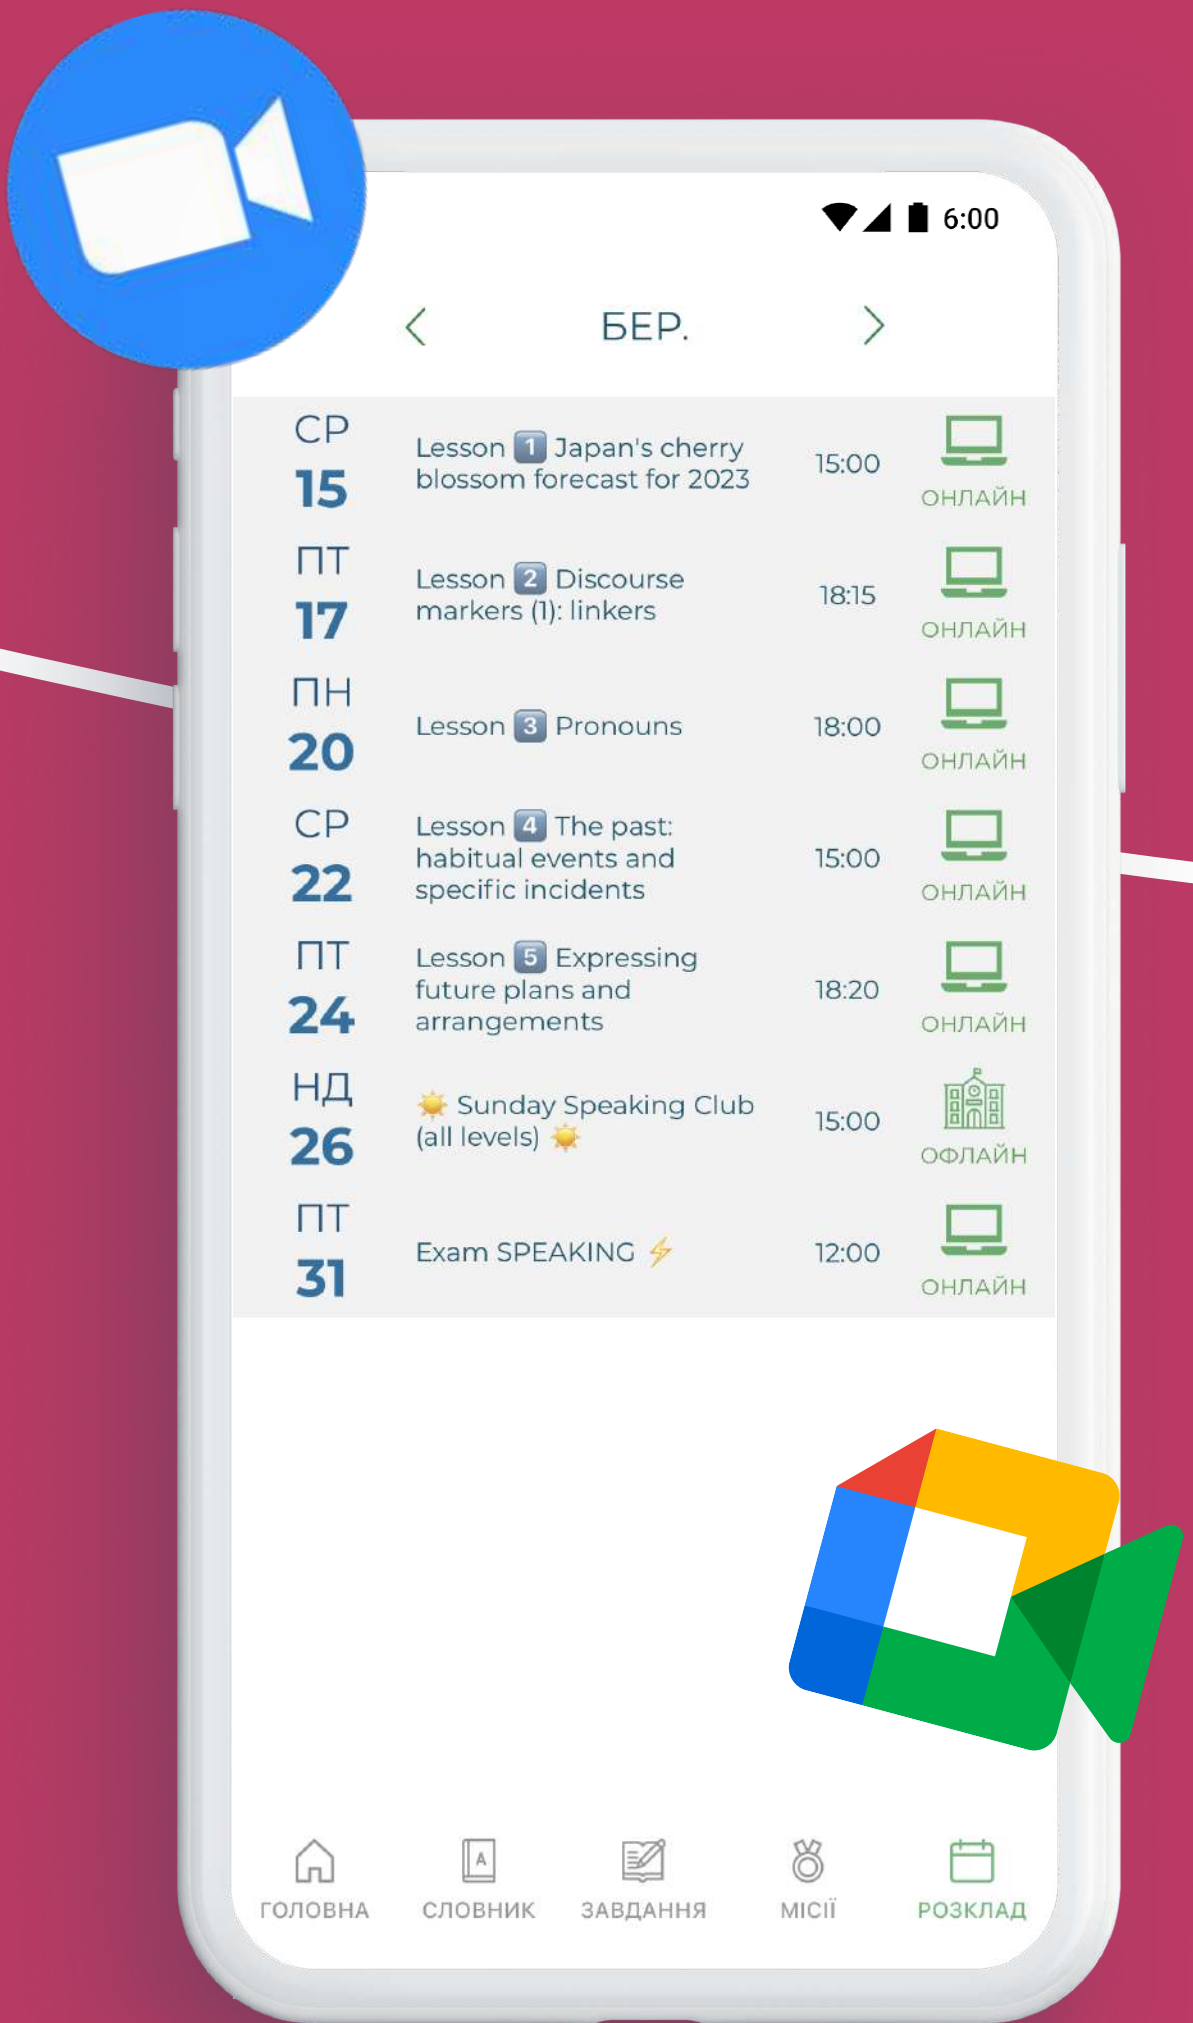 6:00
БЕР.
СР
15
Lesson 1️⃣ Japan's cherry
blossom forecast for 2023
15:00
ОНЛАЙН
ПТ
17
Lesson 2️⃣ Discourse
markers (1): linkers
18:15
ОНЛАЙН
ПН
20
Lesson 3️⃣ Pronouns
18:00
ОНЛАЙН
СР
22
Lesson 4️⃣ The past:
habitual events and
specific incidents
15:00
ОНЛАЙН
ПТ
24
Lesson 5️⃣ Expressing
future plans and
arrangements
18:20
ОНЛАЙН
НД
26
☀️ Sunday Speaking Club
(all levels) ☀️
15:00
ОФЛАЙН
ПТ
31
Exam SPEAKING ⚡
12:00
ОНЛАЙН
A
ГОЛОВНА
СЛОВНИК
ЗАВДАННЯ
МІСІЇ
РОЗКЛАД